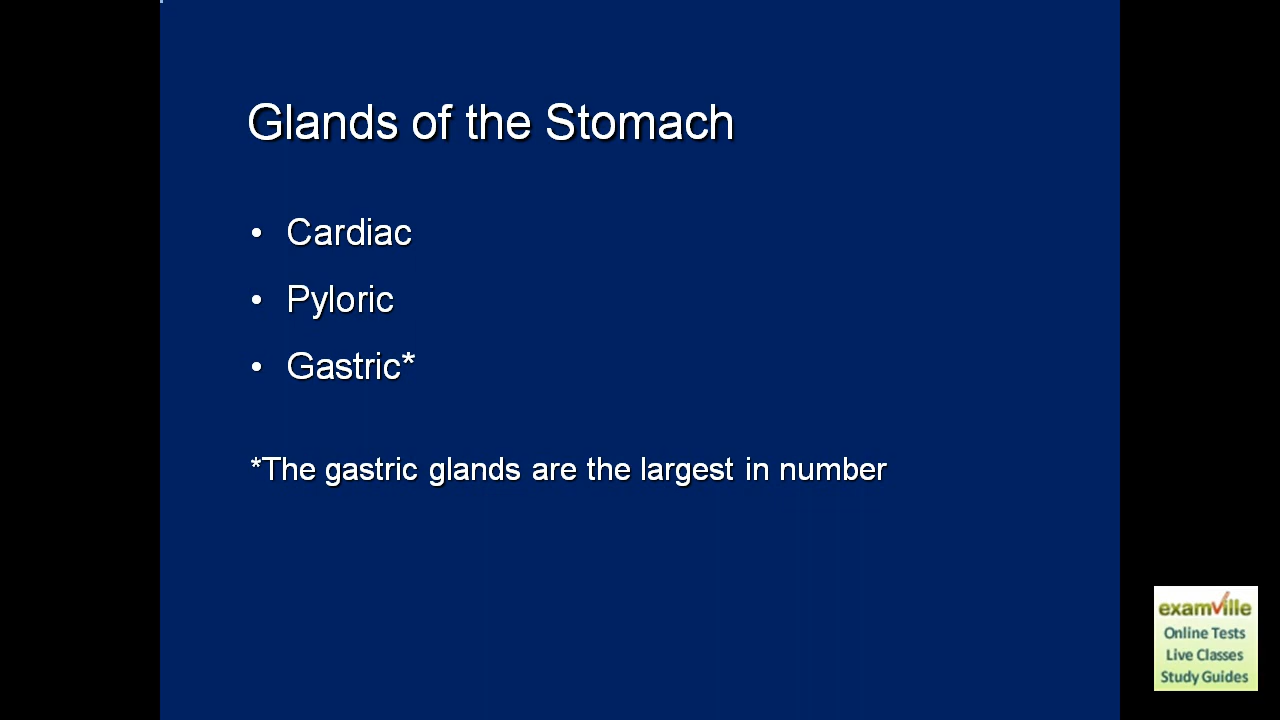 Glands of the Stomach
• Cardiac
• Pyloric
• Gastric*
*The gastric glands are the largest in number
examville
Online Tests
Live Classes
Study Guides